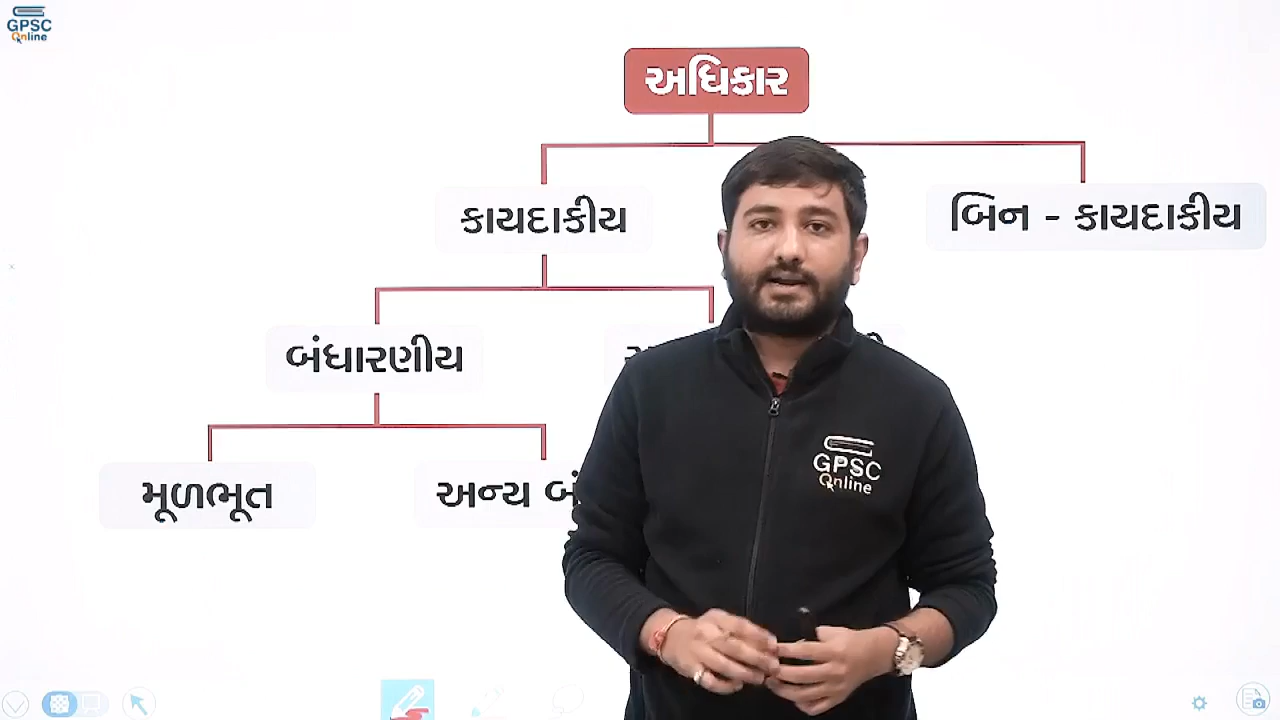 GPSC
Online
અધિકાર
કાયદાકીય
બિન - કાયદાકીય
બંધારણીય
મૂળભૂત
અન્ય
GPSC
Online